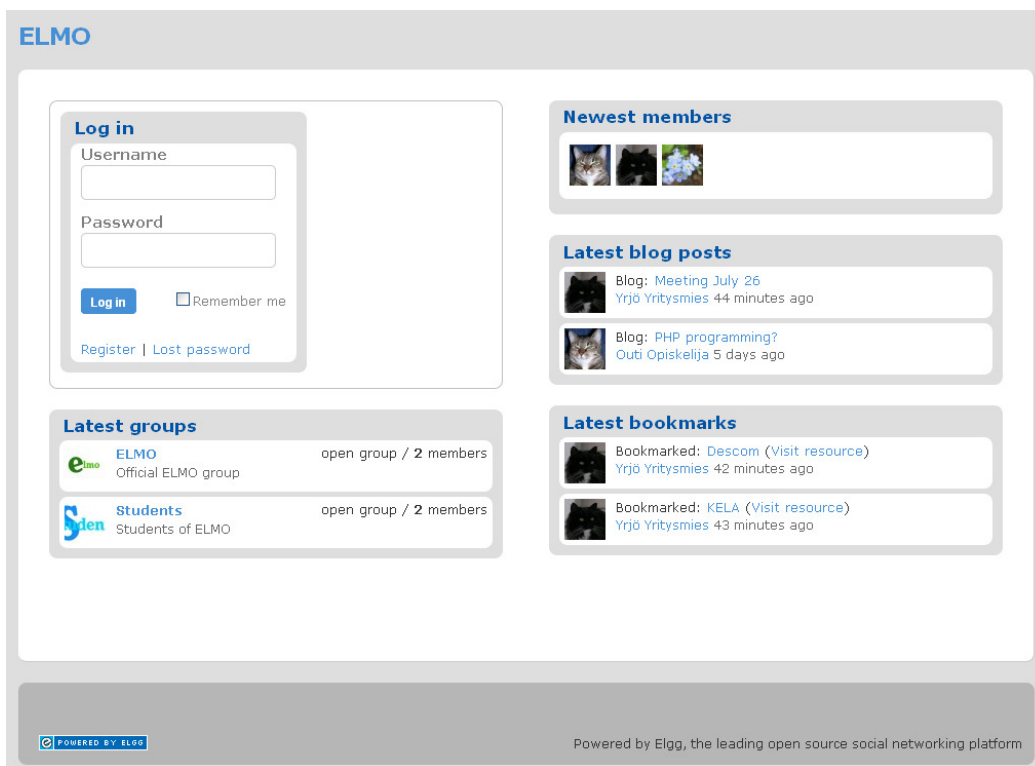 ELMO
Log in
Username
Password
Log in
Remember me
Register | Lost password
Latest groups
elmo
ELMO
open group / 2 members
Official ELMO group
Students
open group / 2 members
Students of ELMO
Newest members
Latest blog posts
Blog: Meeting July 26
Yrjö Yritysmies 44 minutes ago
Blog: PHP programming?
Outi Opiskelija 5 days ago
Latest bookmarks
Bookmarked: Descom (Visit resource)
Yrjö Yritysmies 42 minutes ago
Bookmarked: KELA (Visit resource)
Yrjö Yritysmies 43 minutes ago
POWERED BY ELGG
Powered by Elgg, the leading open source social networking platform